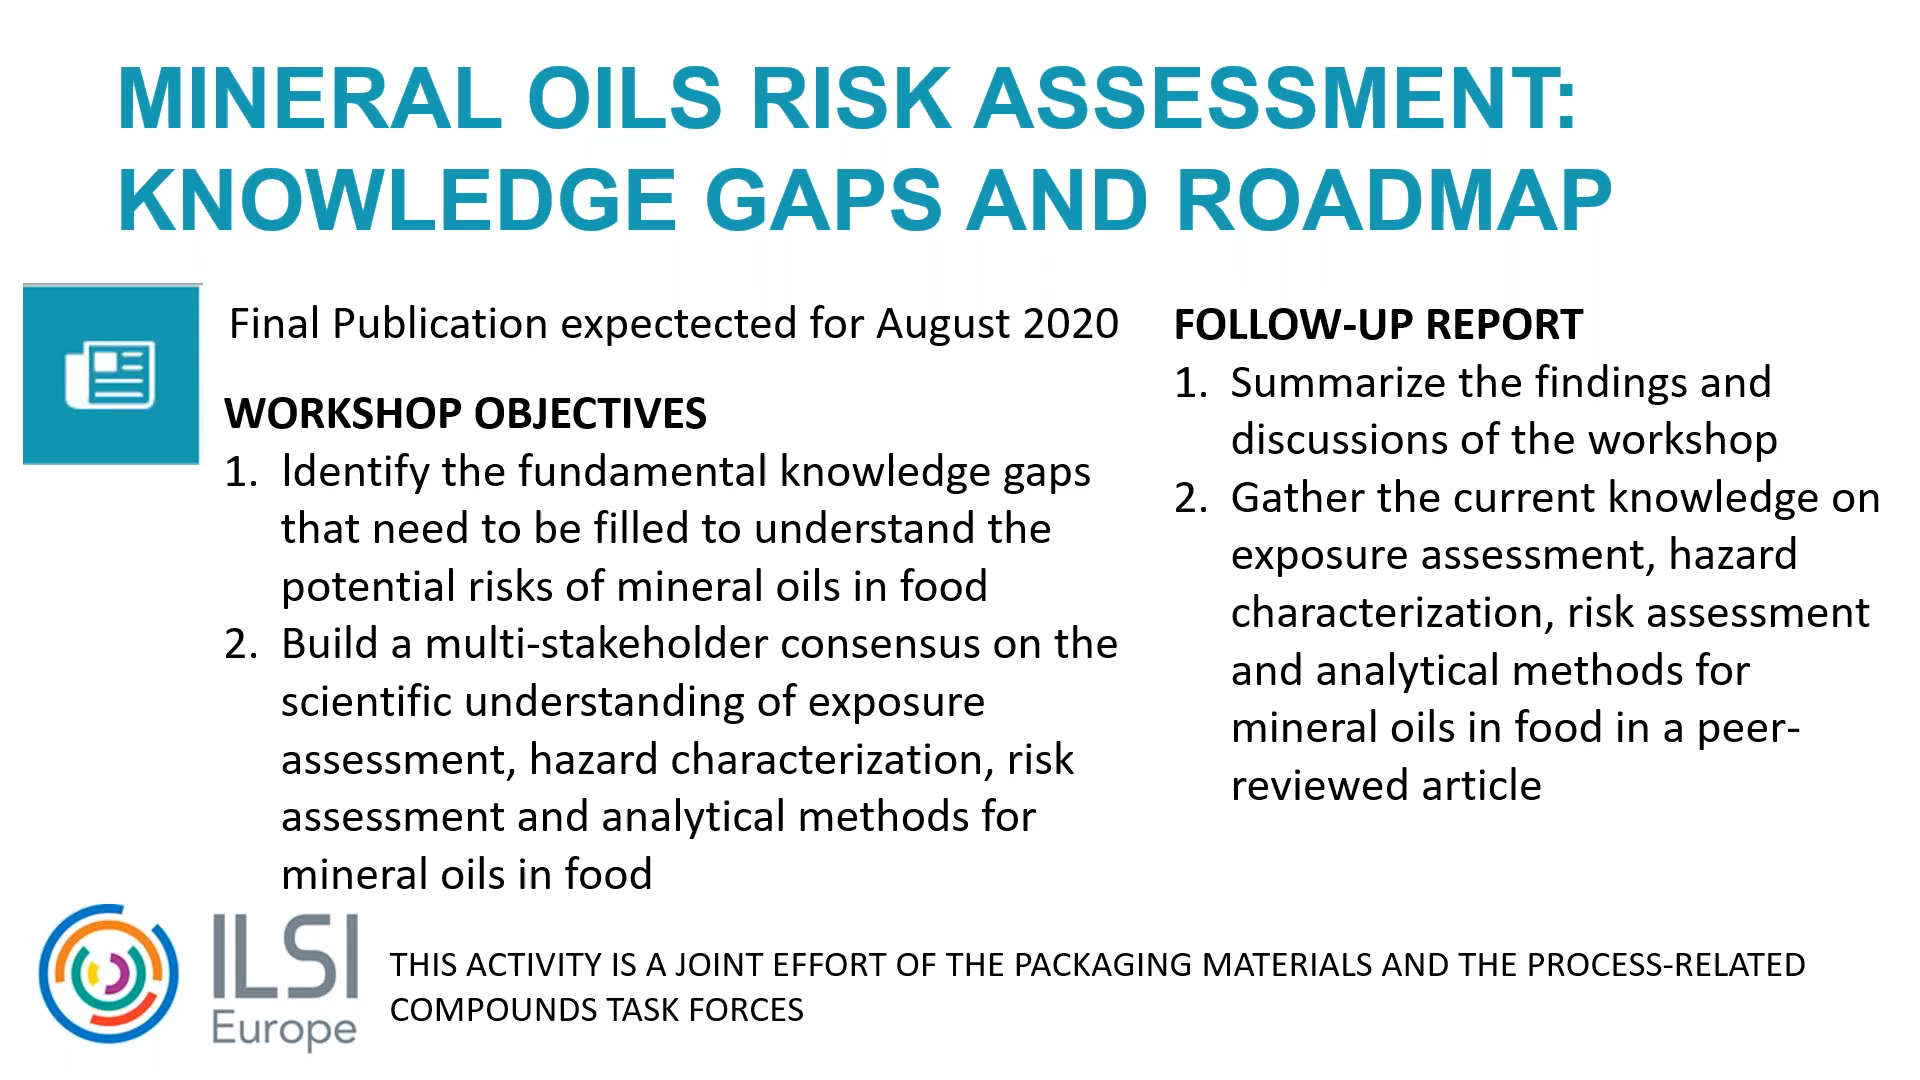 MINERAL OILS RISK ASSESSMENT:
KNOWLEDGE GAPS AND ROADMAP
Final Publication expectected for August 2020
WORKSHOP OBJECTIVES
1. Identify the fundamental knowledge gaps
that need to be filled to understand the
potential risks of mineral oils in food
2. Build a multi-stakeholder consensus on the
scientific understanding of exposure
assessment, hazard characterization, risk
assessment and analytical methods for
mineral oils in food
FOLLOW-UP REPORT
1. Summarize the findings and
discussions of the workshop
2. Gather the current knowledge on
exposure assessment, hazard
characterization, risk assessment
and analytical methods for
mineral oils in food in a peer-
reviewed article
ILSI
Europe
THIS ACTIVITY IS A JOINT EFFORT OF THE PACKAGING MATERIALS AND THE PROCESS-RELATED
COMPOUNDS TASK FORCES